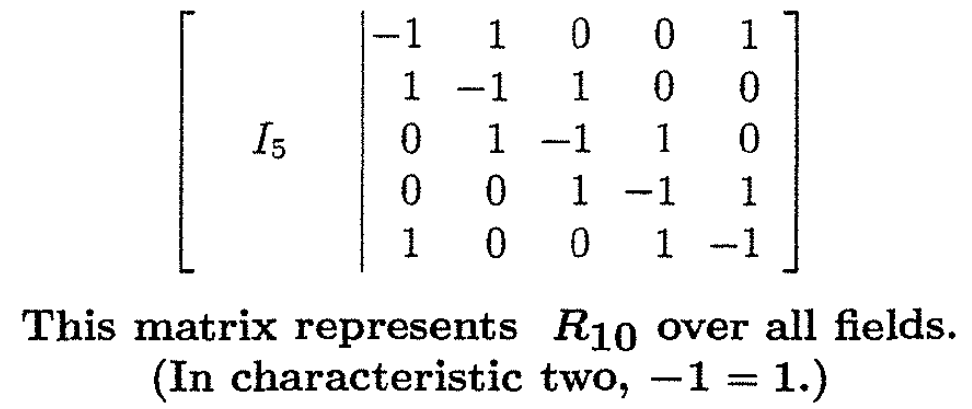 −1 1 0 0 1
1 −1 1 0 0
I₅ 0 1 −1 1 0
0 0 1 −1 1
1 0 0 1 −1
This matrix represents R₁₀ over all fields.
(In characteristic two, −1 = 1.)